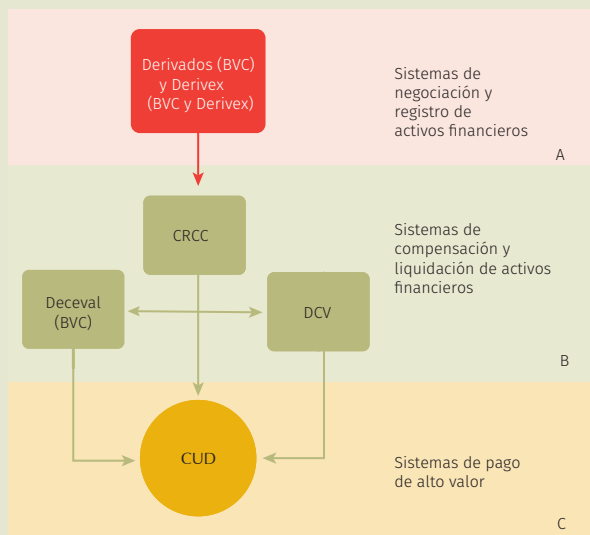 Derivados (BVC)
y Derivex
(BVC y Derivex)
Sistemas de
negociación y
registro de
activos financieros
A
CRCC
Sistemas de
compensación y
liquidación de activos
financieros
Deceval
(BVC)
DCV
B
CUD
Sistemas de pago
de alto valor
C